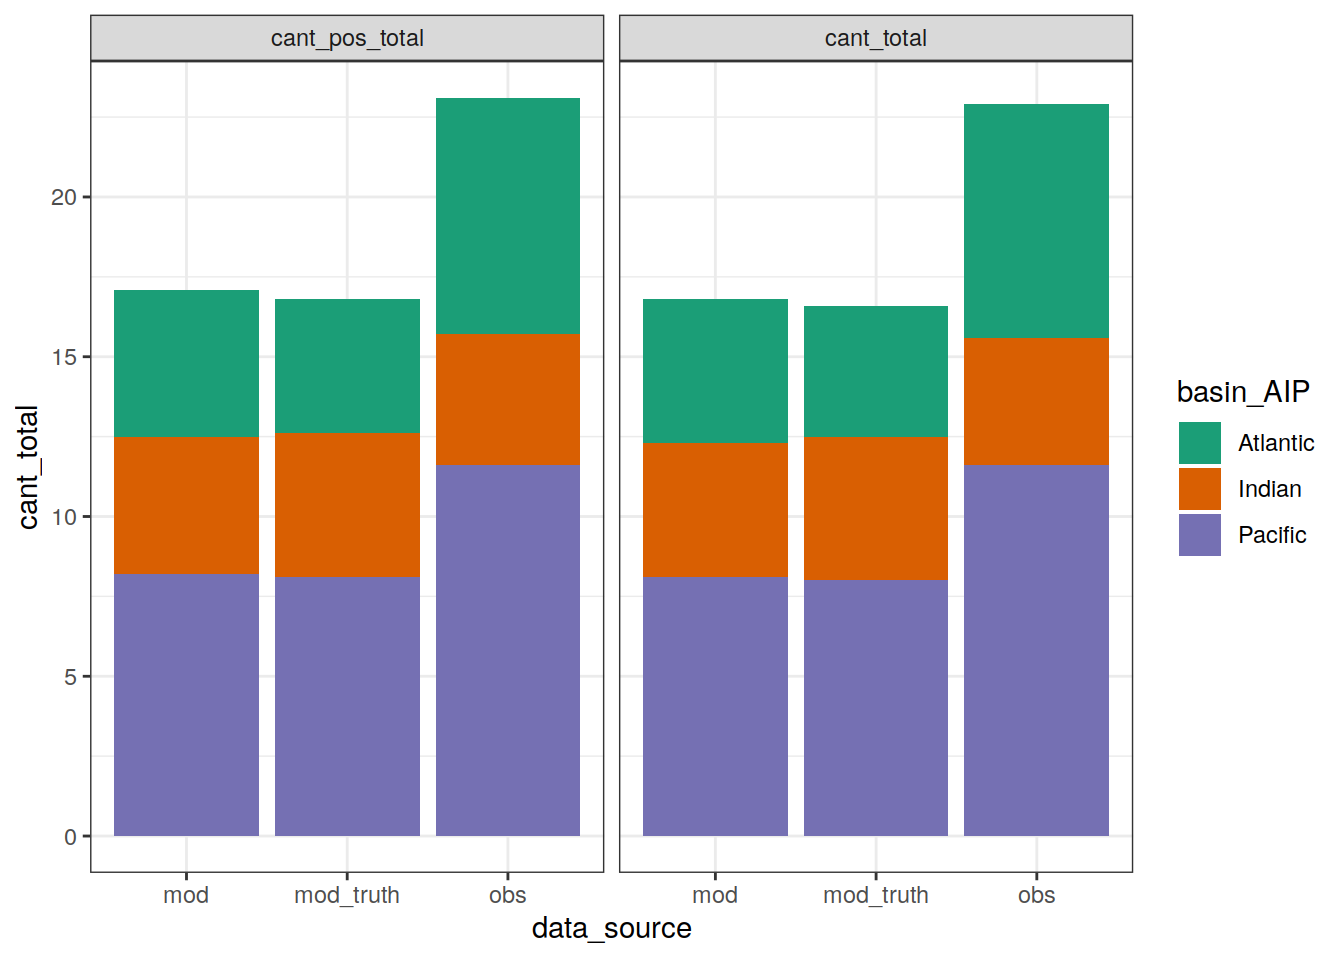 cant_pos_total
cant_total
cant_total
20
15
10
5
0
mod
mod_truth
obs
mod
mod_truth
obs
data_source
basin_AIP
Atlantic
Indian
Pacific